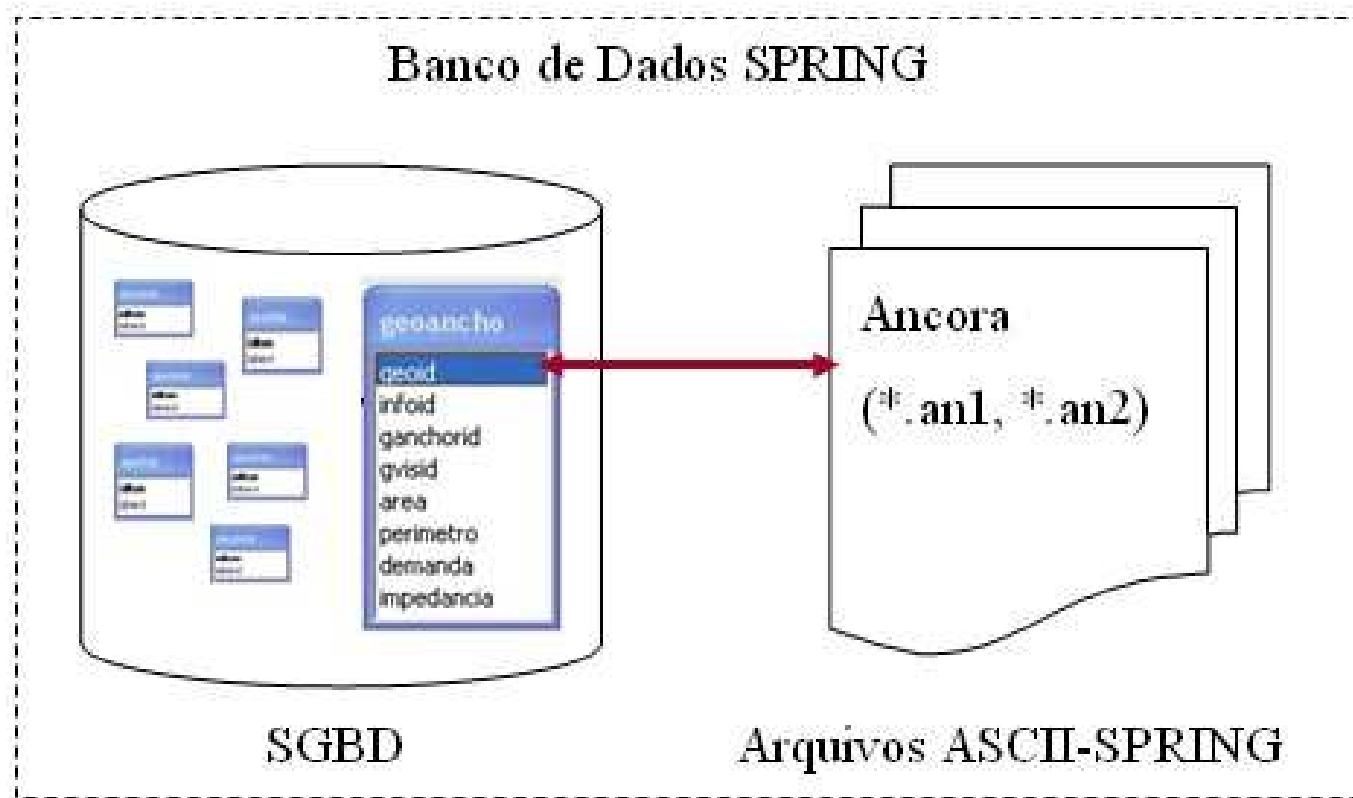 Banco de Dados SPRING
geoancho
geoid
infoid
ganchorid
gvisid
area
perimetro
demanda
impedancia
Ancora
(*.an1, *.an2)
SGBD
Arquivos ASCII-SPRING